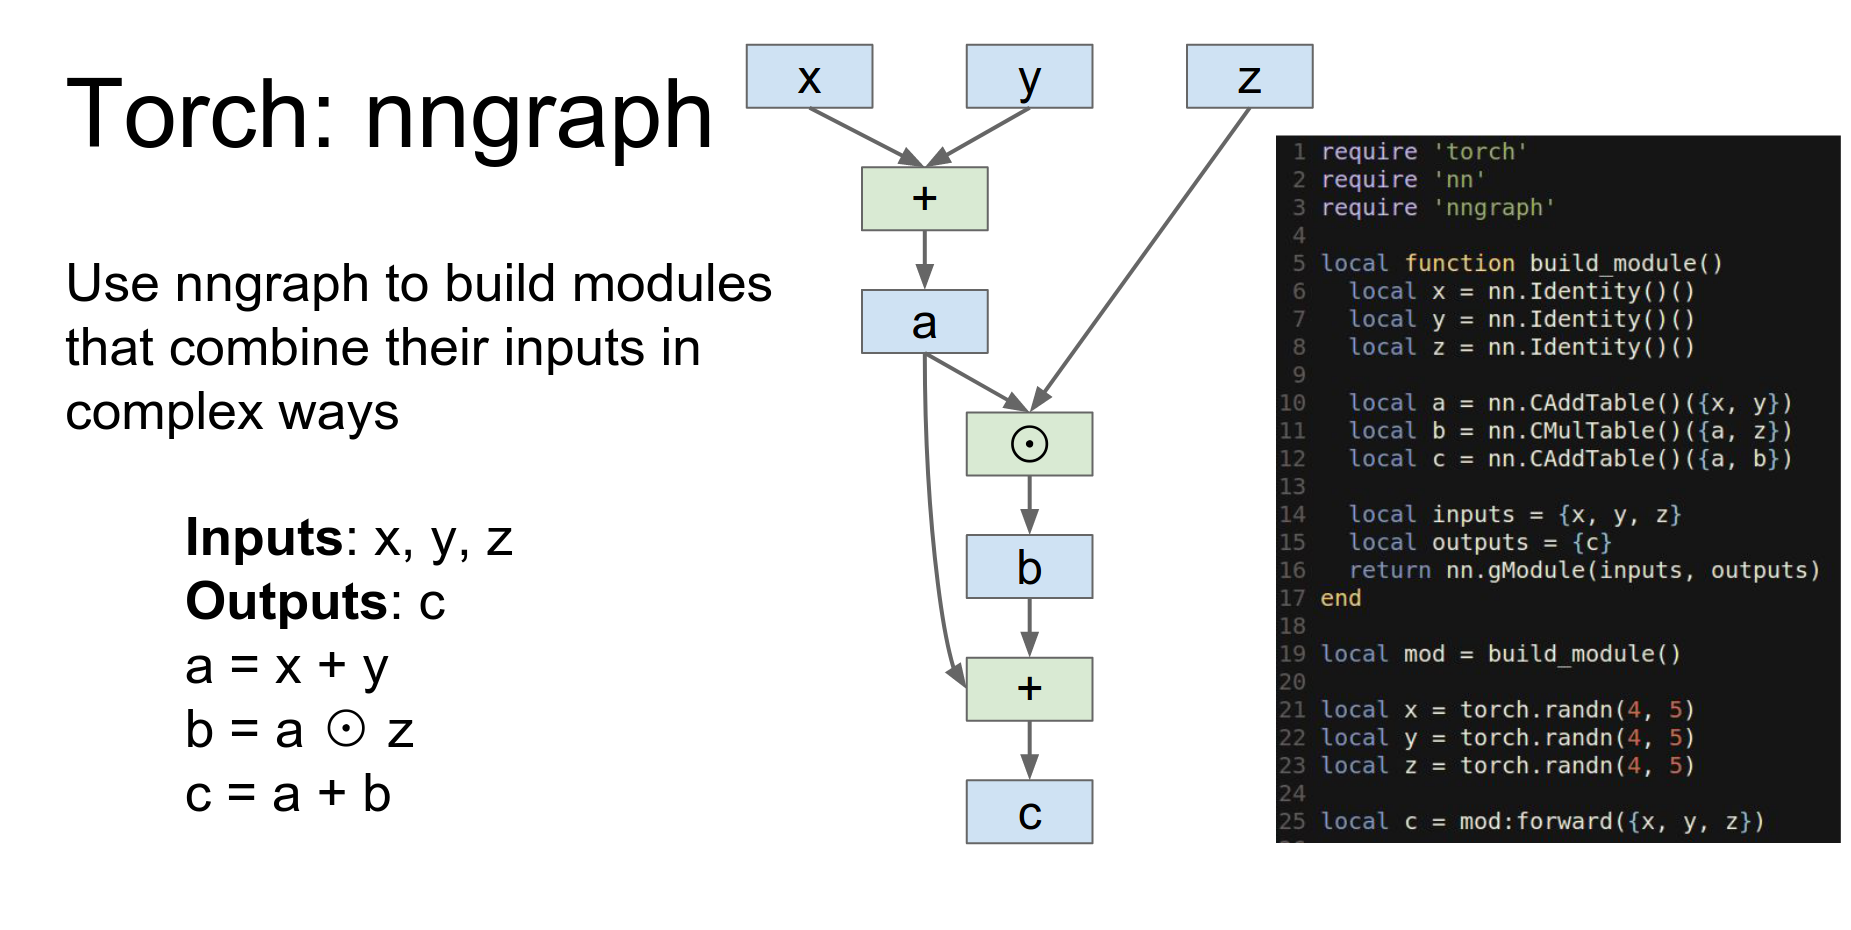 Torch: nngraph
Use nngraph to build modules
that combine their inputs in
complex ways
Inputs: x, y, z
Outputs: c
a = x + y
b = a ⊙ z
c = a + b
x
y
z
+
a
⊙
b
+
c
1 require 'torch'
2 require 'nn'
3 require 'nngraph'
4
5 local function build_module()
6   local x = nn.Identity()()
7   local y = nn.Identity()()
8   local z = nn.Identity()()
9
10   local a = nn.CAddTable()({x, y})
11   local b = nn.CMulTable()({a, z})
12   local c = nn.CAddTable()({a, b})
13
14   local inputs = {x, y, z}
15   local outputs = {c}
16   return nn.gModule(inputs, outputs)
17 end
18
19 local mod = build_module()
20
21 local x = torch.randn(4, 5)
22 local y = torch.randn(4, 5)
23 local z = torch.randn(4, 5)
24
25 local c = mod:forward({x, y, z})